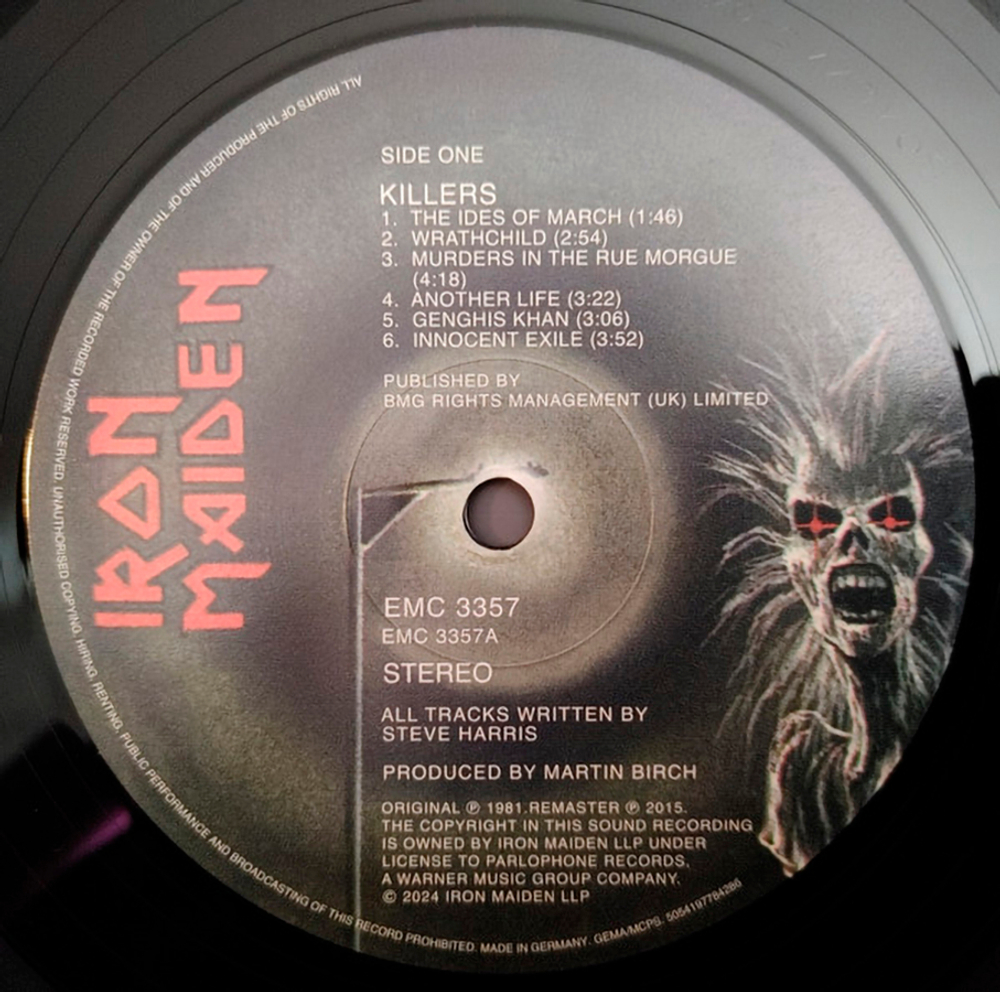 SIDE ONE
KILLERS
1. THE IDES OF MARCH (1:46)
2. WRATHCHILD (2:54)
3. MURDERS IN THE RUE MORGUE
(4:18)
4. ANOTHER LIFE (3:22)
5. GENGHIS KHAN (3:06)
6. INNOCENT EXILE (3:52)
PUBLISHED BY
BMG RIGHTS MANAGEMENT (UK) LIMITED
IRON
MAIDEN
EMC 3357
EMC 3357A
STEREO
ALL TRACKS WRITTEN BY
STEVE HARRIS
PRODUCED BY MARTIN BIRCH
ORIGINAL ℗ 1981.REMASTER ℗ 2015.
THE COPYRIGHT IN THIS SOUND RECORDING
IS OWNED BY IRON MAIDEN LLP UNDER
LICENSE TO PARLOPHONE RECORDS,
A WARNER MUSIC GROUP COMPANY.
© 2024 IRON MAIDEN LLP
ALL RIGHTS OF THE PRODUCER AND OF THE OWNER OF THE RECORDED WORK RESERVED. UNAUTHORISED COPYING, HIRING, RENTING, PUBLIC PERFORMANCE AND BROADCASTING OF THIS RECORD PROHIBITED. MADE IN GERMANY. GEMA/MCPS. 5054197784286